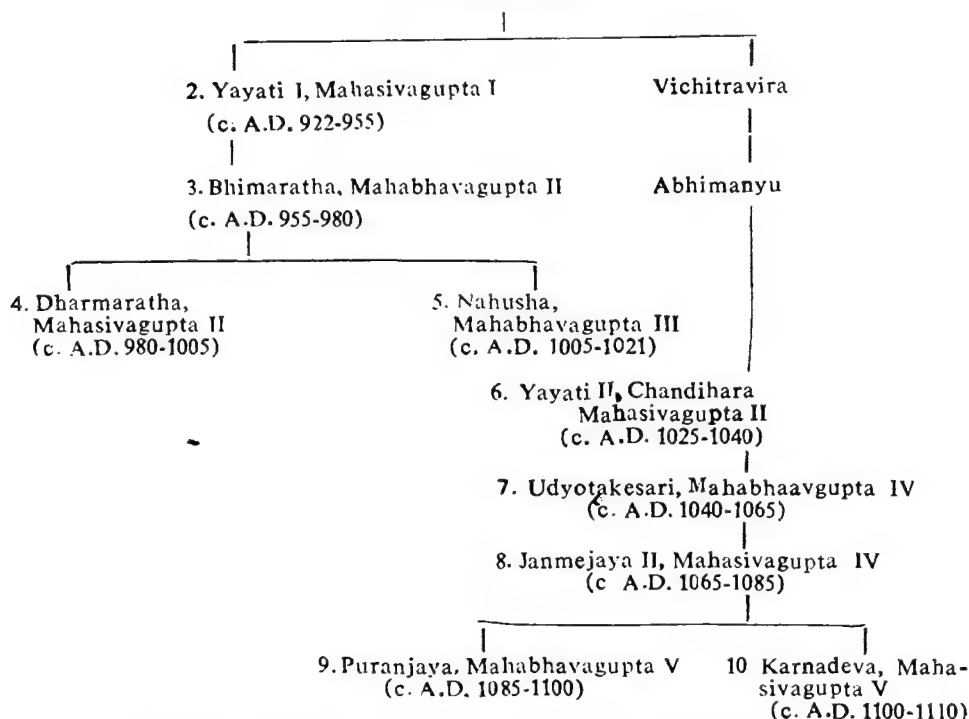 2. Yayati I, Mahasivagupta I
(c. A.D. 922-955)
Vichitravira
3. Bhimaratha, Mahabhavagupta II
(c. A.D. 955-980)
Abhimanyu
4. Dharmaratha,
Mahasivagupta II
(c. A.D. 980-1005)
5. Nahusha,
Mahabhavagupta III
(c. A.D. 1005-1021)
6. Yayati II, Chandihara
Mahasivagupta II
(c. A.D. 1025-1040)
7. Udyotakesari, Mahabhaavgupta IV
(c. A.D. 1040-1065)
8. Janmejaya II, Mahasivagupta IV
(c A.D. 1065-1085)
9. Puranjaya, Mahabhavagupta V
(c. A.D. 1085-1100)
10 Karnadeva, Maha-
sivagupta V
(c. A.D. 1100-1110)